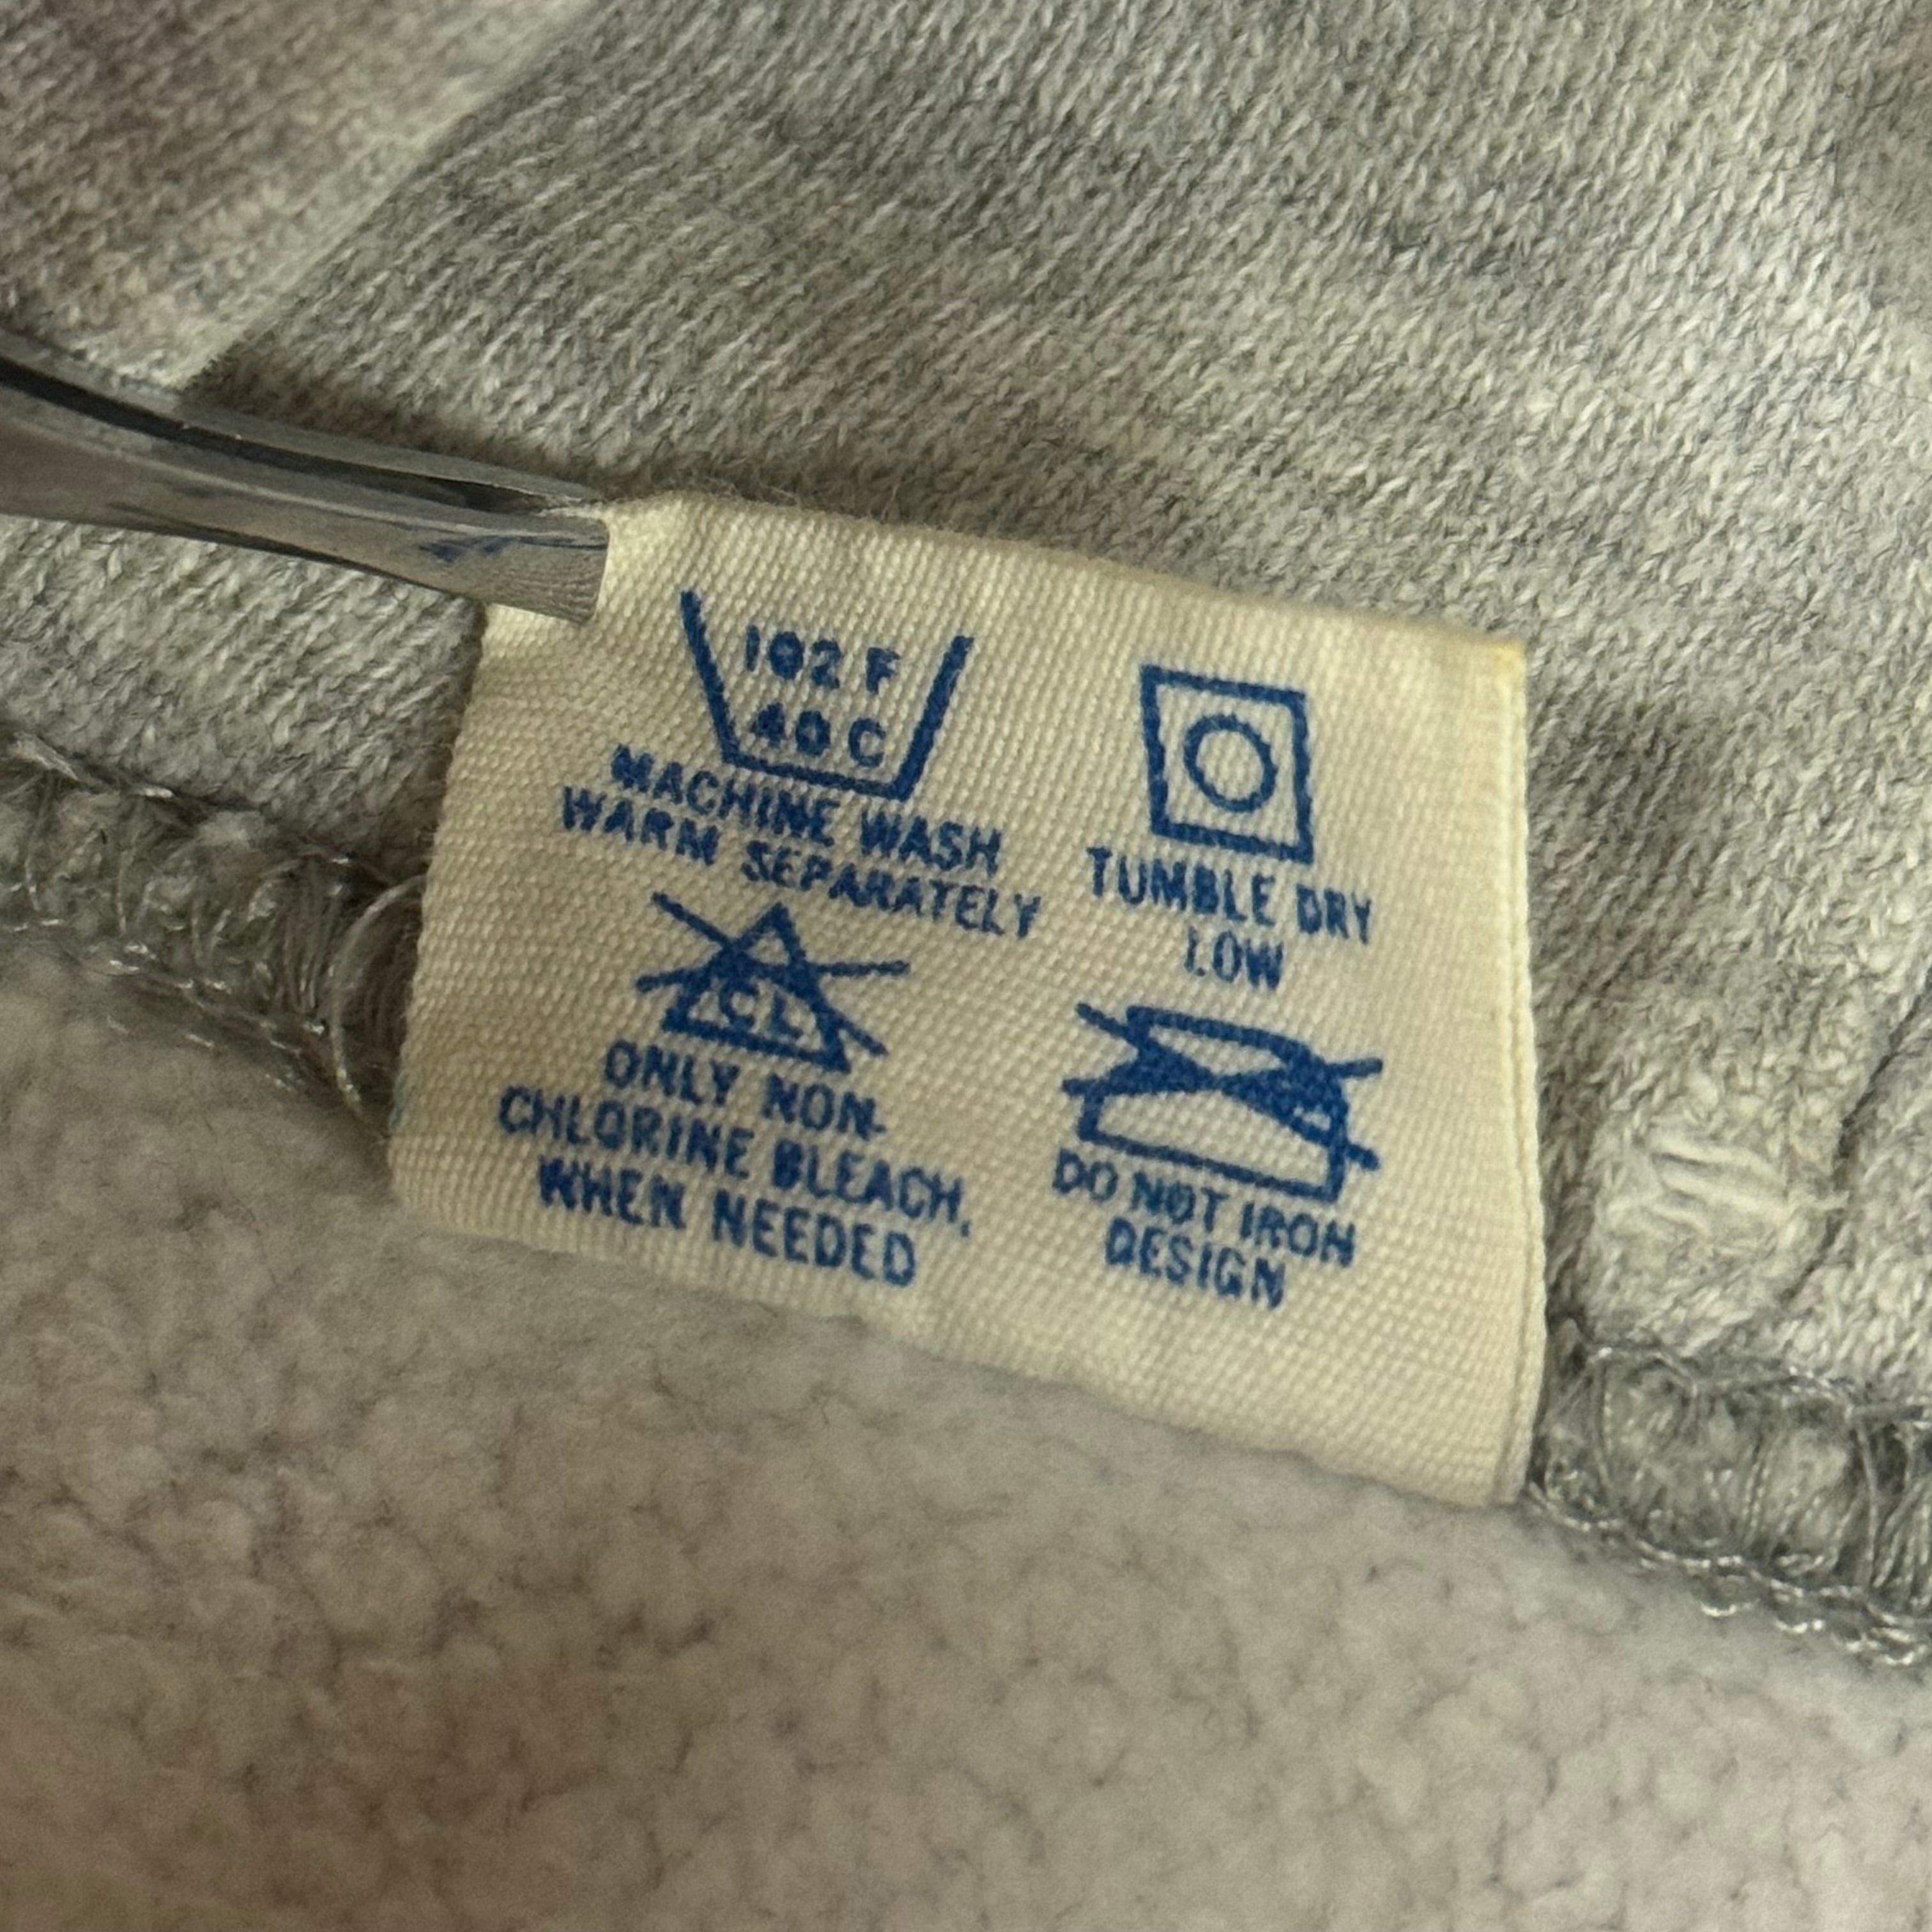 102 F
40 C
MACHINE WASH
WARM SEPARATELY
TUMBLE DRY
LOW
CL
ONLY NON-
CHLORINE BLEACH,
WHEN NEEDED
DO NOT IRON
DESIGN